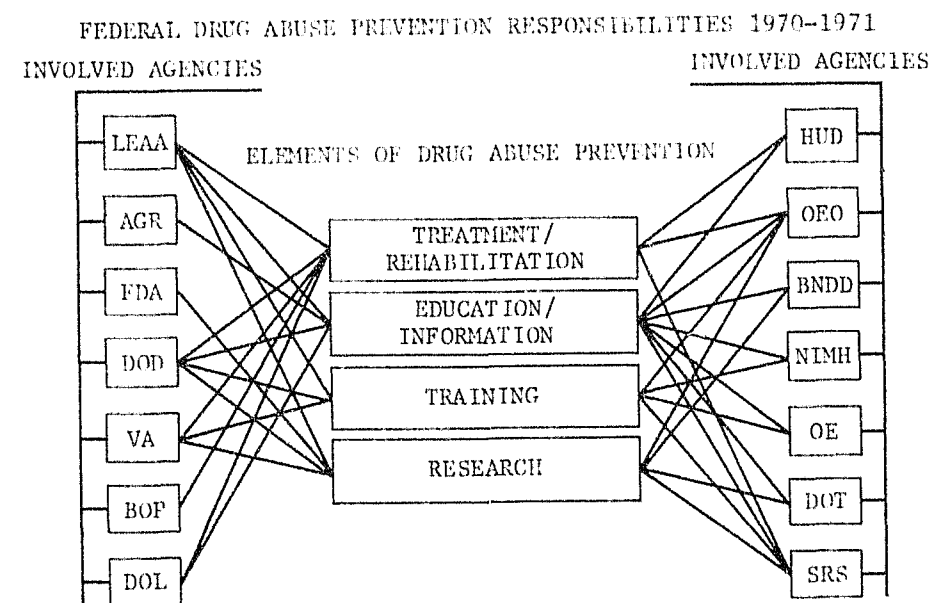 FEDERAL DRUG ABUSE PREVENTION RESPONSIBILITIES 1970-1971
INVOLVED AGENCIES
INVOLVED AGENCIES
ELEMENTS OF DRUG ABUSE PREVENTION
LEAA
AGR
FDA
DOD
VA
BOP
DOL
TREATMENT/
REHABILITATION
EDUCATION/
INFORMATION
TRAINING
RESEARCH
HUD
OEO
BNDD
NIMH
OE
DOT
SRS